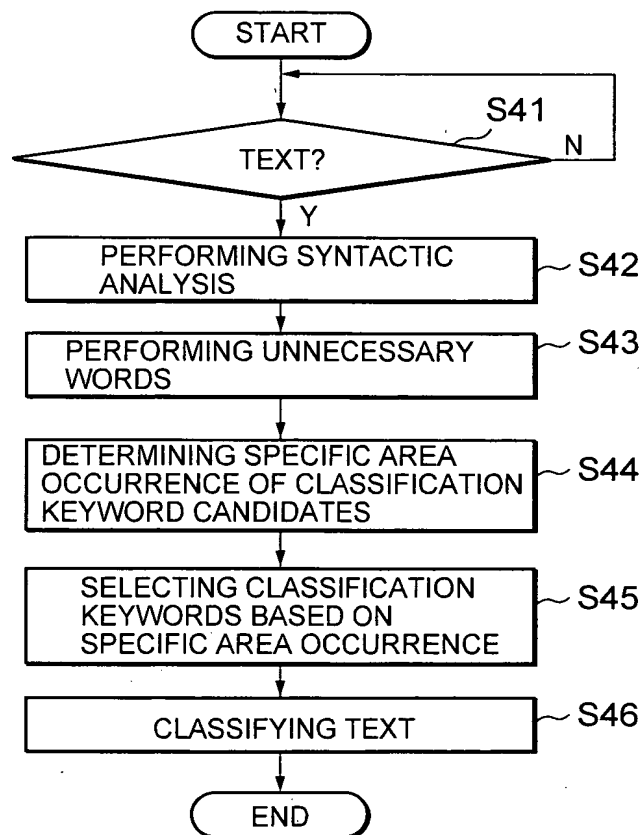 START
S41
TEXT?
N
Y
PERFORMING SYNTACTIC
ANALYSIS
S42
PERFORMING UNNECESSARY
WORDS
S43
DETERMINING SPECIFIC AREA
OCCURRENCE OF CLASSIFICATION
KEYWORD CANDIDATES
S44
SELECTING CLASSIFICATION
KEYWORDS BASED ON
SPECIFIC AREA OCCURRENCE
S45
CLASSIFYING TEXT
S46
END